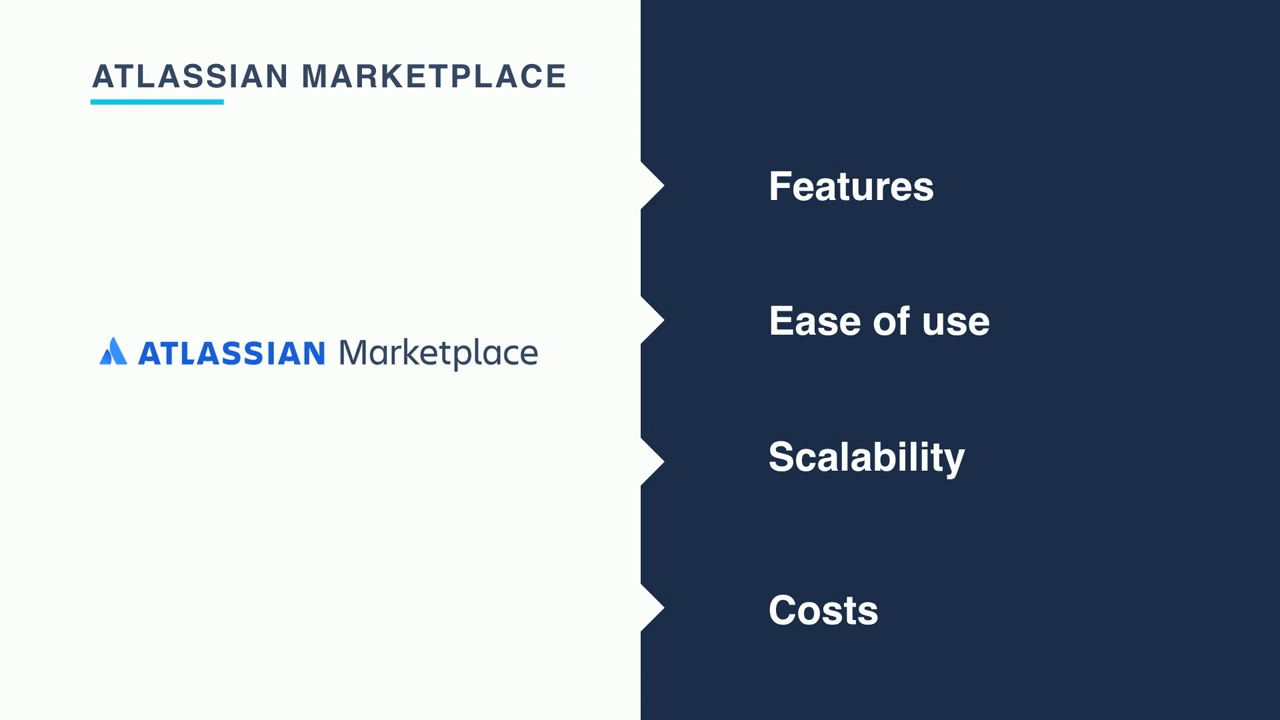 ATLASSIAN MARKETPLACE
ATLASSIAN Marketplace
Features
Ease of use
Scalability
Costs